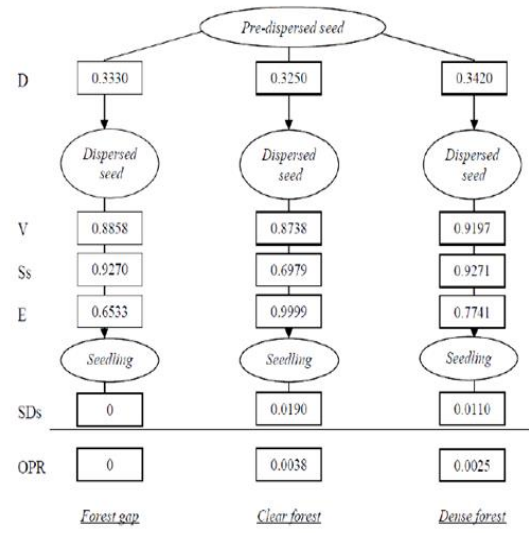 Pre-dispersed seed
D 0.3330 0.3250 0.3420
Dispersed Dispersed Dispersed
seed seed seed
V 0.8858 0.8738 0.9197
Ss 0.9270 0.6979 0.9271
E 0.6533 0.9999 0.7741
Seedling Seedling Seedling
SDs 0 0.0190 0.0110
OPR 0 0.0038 0.0025
Forest gap Clear forest Dense forest